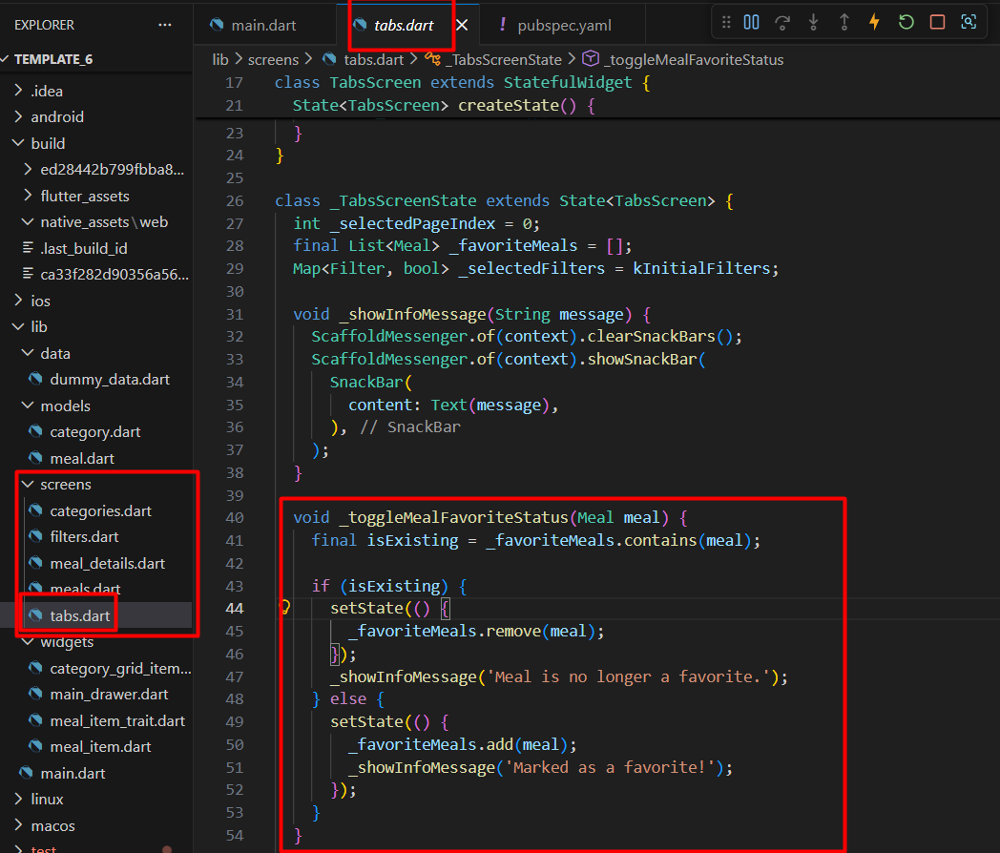 EXPLORER
...
TEMPLATE_6
.idea
android
build
ed28442b799fbba8...
flutter_assets
native_assets\web
.last_build_id
ca33f282d90356a56...
ios
lib
data
dummy_data.dart
models
category.dart
meal.dart
screens
categories.dart
filters.dart
meal_details.dart
meals.dart
tabs.dart
widgets
category_grid_item...
main_drawer.dart
meal_item_trait.dart
meal_item.dart
main.dart
linux
macos
test
main.dart
tabs.dart
! pubspec.yaml
lib > screens > tabs.dart > _TabsScreenState > _toggleMealFavoriteStatus
17 class TabsScreen extends StatefulWidget {
21 State<TabsScreen> createState() {
23 }
24 }
25
26 class _TabsScreenState extends State<TabsScreen> {
27 int _selectedPageIndex = 0;
28 final List<Meal> _favoriteMeals = [];
29 Map<Filter, bool> _selectedFilters = kInitialFilters;
30
31 void _showInfoMessage(String message) {
32 ScaffoldMessenger.of(context).clearSnackBars();
33 ScaffoldMessenger.of(context).showSnackBar(
34 SnackBar(
35 content: Text(message),
36 ), // SnackBar
37 );
38 }
39
40 void _toggleMealFavoriteStatus(Meal meal) {
41 final isExisting = _favoriteMeals.contains(meal);
42
43 if (isExisting) {
44 setState(() {
45 _favoriteMeals.remove(meal);
46 });
47 _showInfoMessage('Meal is no longer a favorite.');
48 } else {
49 setState(() {
50 _favoriteMeals.add(meal);
51 _showInfoMessage('Marked as a favorite!');
52 });
53 }
54 }